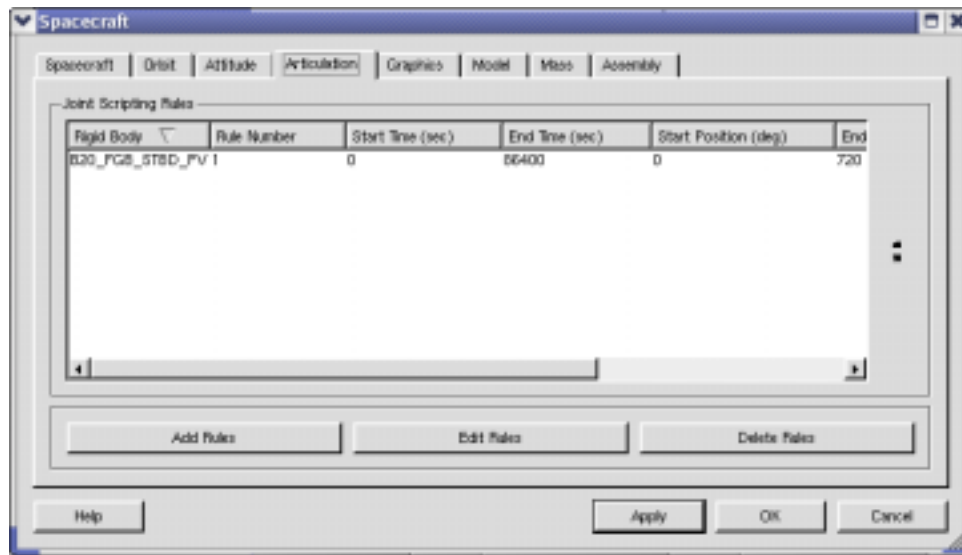 Spacecraft
Spacecraft Orbit Attitude Articulation Graphics Model Mass Assembly
Joint Scripting Rules
Rigid Body Rule Number Start Time (sec) End Time (sec) Start Position (deg) End
B20_FGB_STBD_PV 1 0 86400 0 720
Add Rules Edit Rules Delete Rules
Help Apply OK Cancel